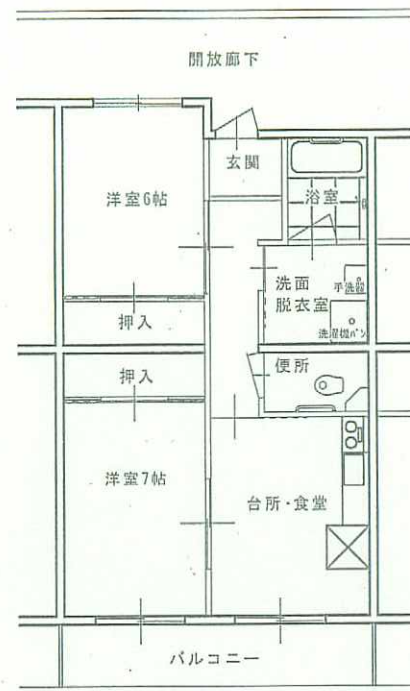 開放廊下
玄関
洋室6帖
浴室
洗面
脱衣室
手洗器
洗濯機パン
押入
押入
便所
洋室7帖
台所・食堂
バルコニー